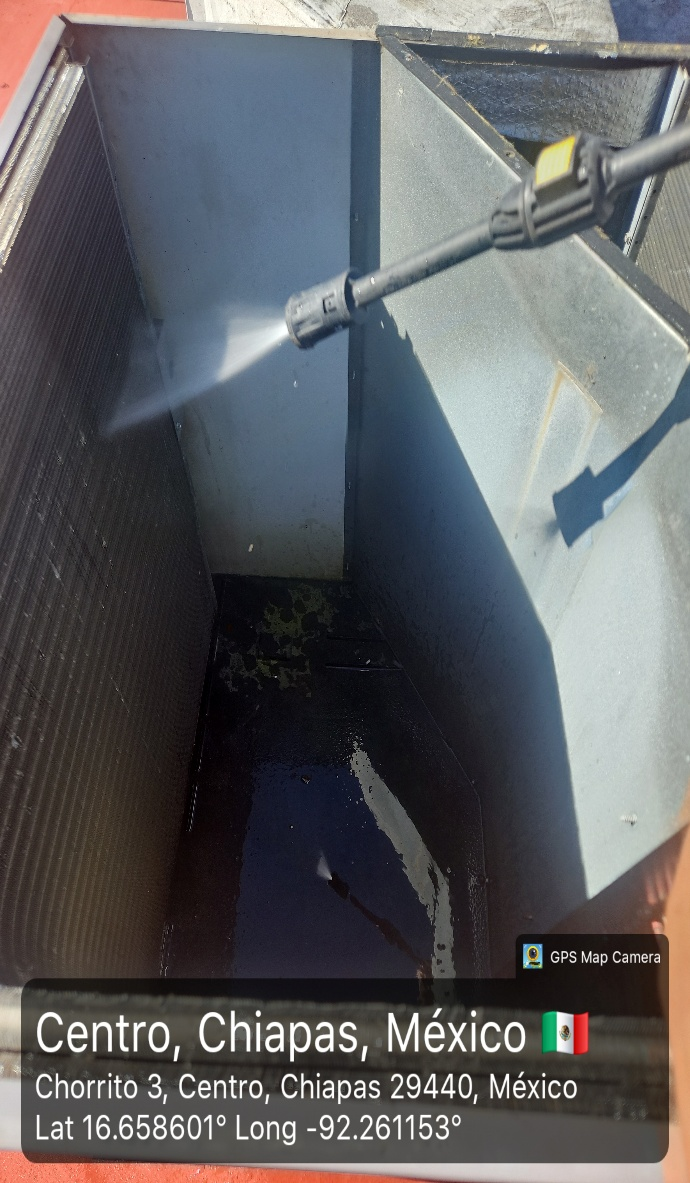 GPS Map Camera
Centro, Chiapas, México 🇲🇽
Chorrito 3, Centro, Chiapas 29440, México
Lat 16.658601° Long -92.261153°